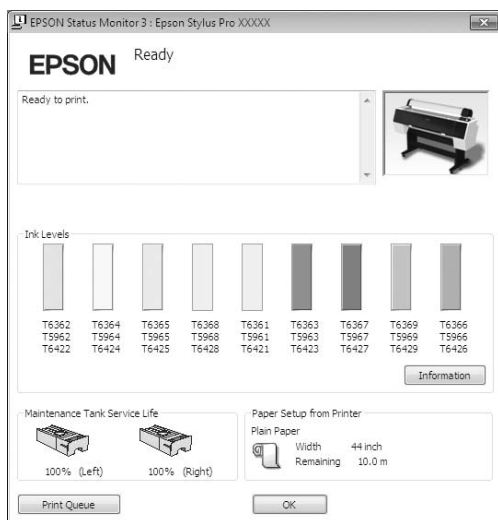 EPSON Status Monitor 3 : Epson Stylus Pro XXXXX
EPSON
Ready
Ready to print.
Ink Levels
T6362 T6364 T6365 T6368 T6361 T6363 T6367 T6369 T6366
T5962 T5964 T5965 T5968 T5961 T5963 T5967 T5969 T5966
T6422 T6424 T6425 T6428 T6421 T6423 T6427 T6429 T6426
Information
Maintenance Tank Service Life
100% (Left) 100% (Right)
Paper Setup from Printer
Plain Paper
Width 44 inch
Remaining 10.0 m
Print Queue
OK